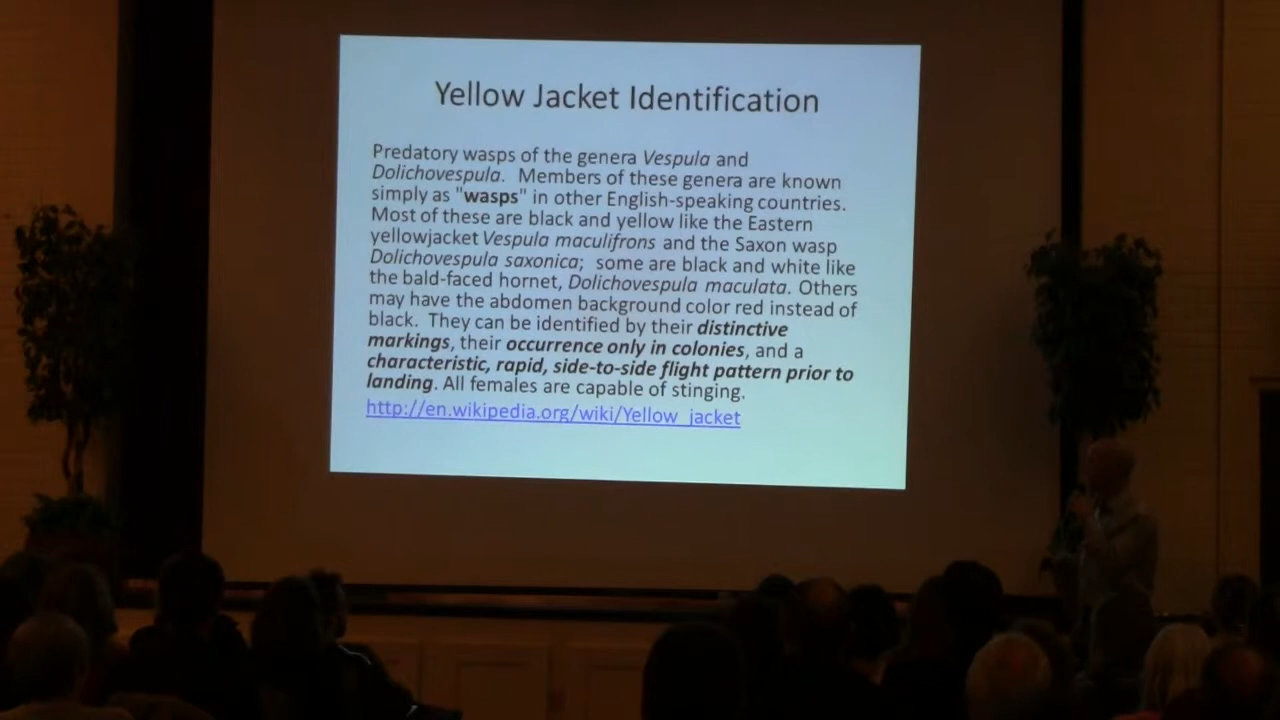 Yellow Jacket Identification
Predatory wasps of the genera Vespula and
Dolichovespula. Members of these genera are known
simply as "wasps" in other English-speaking countries.
Most of these are black and yellow like the Eastern
yellowjacket Vespula maculifrons and the Saxon wasp
Dolichovespula saxonica; some are black and white like
the bald-faced hornet, Dolichovespula maculata. Others
may have the abdomen background color red instead of
black. They can be identified by their distinctive
markings, their occurrence only in colonies, and a
characteristic, rapid, side-to-side flight pattern prior to
landing. All females are capable of stinging.
http://en.wikipedia.org/wiki/Yellow_jacket